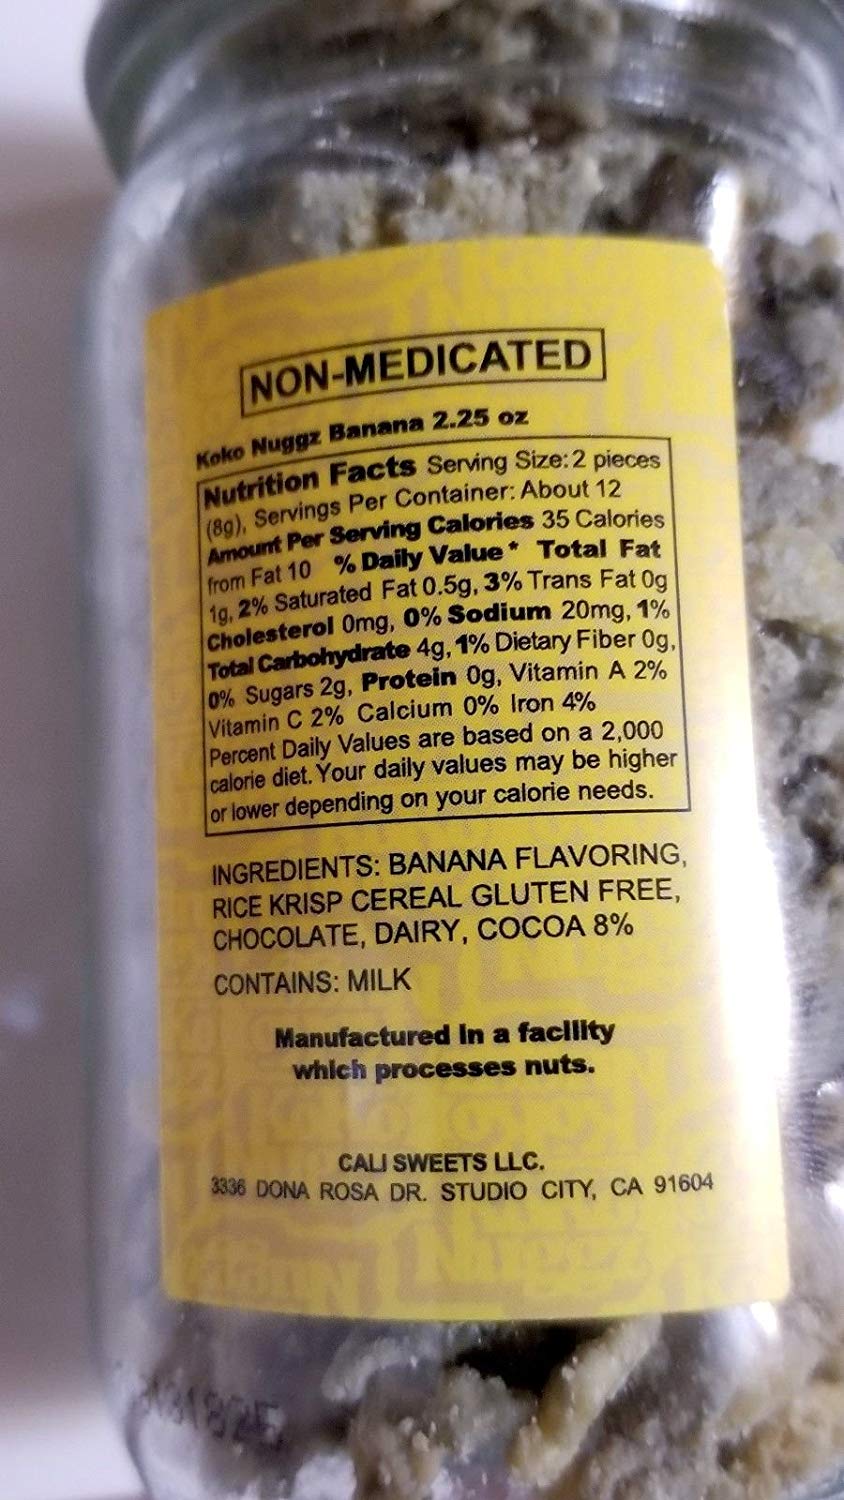 NON-MEDICATED
Koko Nuggz Banana 2.25 oz
Nutrition Facts Serving Size: 2 pieces
(8g), Servings Per Container: About 12
Amount Per Serving Calories 35 Calories
from Fat 10 % Daily Value* Total Fat
1g, 2% Saturated Fat 0.5g, 3% Trans Fat 0g
Cholesterol 0mg, 0% Sodium 20mg, 1%
Total Carbohydrate 4g, 1% Dietary Fiber 0g,
0% Sugars 2g, Protein 0g, Vitamin A 2%
Vitamin C 2% Calcium 0% Iron 4%
Percent Daily Values are based on a 2,000
calorie diet. Your daily values may be higher
or lower depending on your calorie needs.
INGREDIENTS: BANANA FLAVORING,
RICE KRISP CEREAL GLUTEN FREE,
CHOCOLATE, DAIRY, COCOA 8%
CONTAINS: MILK
Manufactured in a facility
which processes nuts.
CALI SWEETS LLC.
3336 DONA ROSA DR. STUDIO CITY, CA 91604